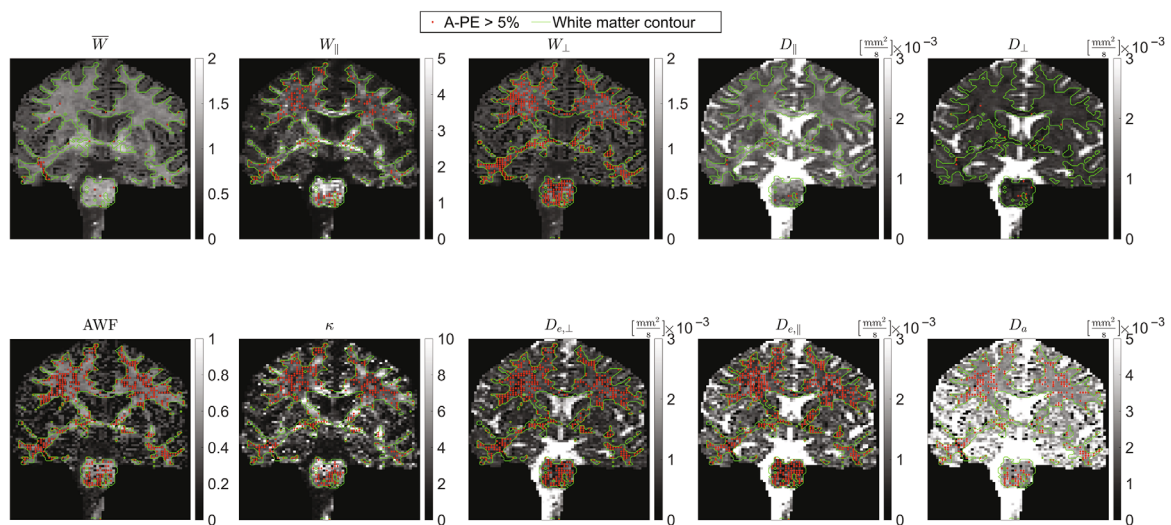 A-PE > 5% White matter contour
W̅ W∥ W⊥ D∥ [mm²/s]×10⁻³ D⊥ [mm²/s]×10⁻³
2 5 2 3 3
1.5 4 1.5 2 2
1 3 1 1 1
0.5 2 0.5 0 0
0 1 0
0
AWF κ De,⊥ [mm²/s]×10⁻³ De,∥ [mm²/s]×10⁻³ Da [mm²/s]×10⁻³
1 10 3 3 5
0.8 8 2 2 4
0.6 6 1 1 3
0.4 4 0 0 2
0.2 2 1
0 0 0